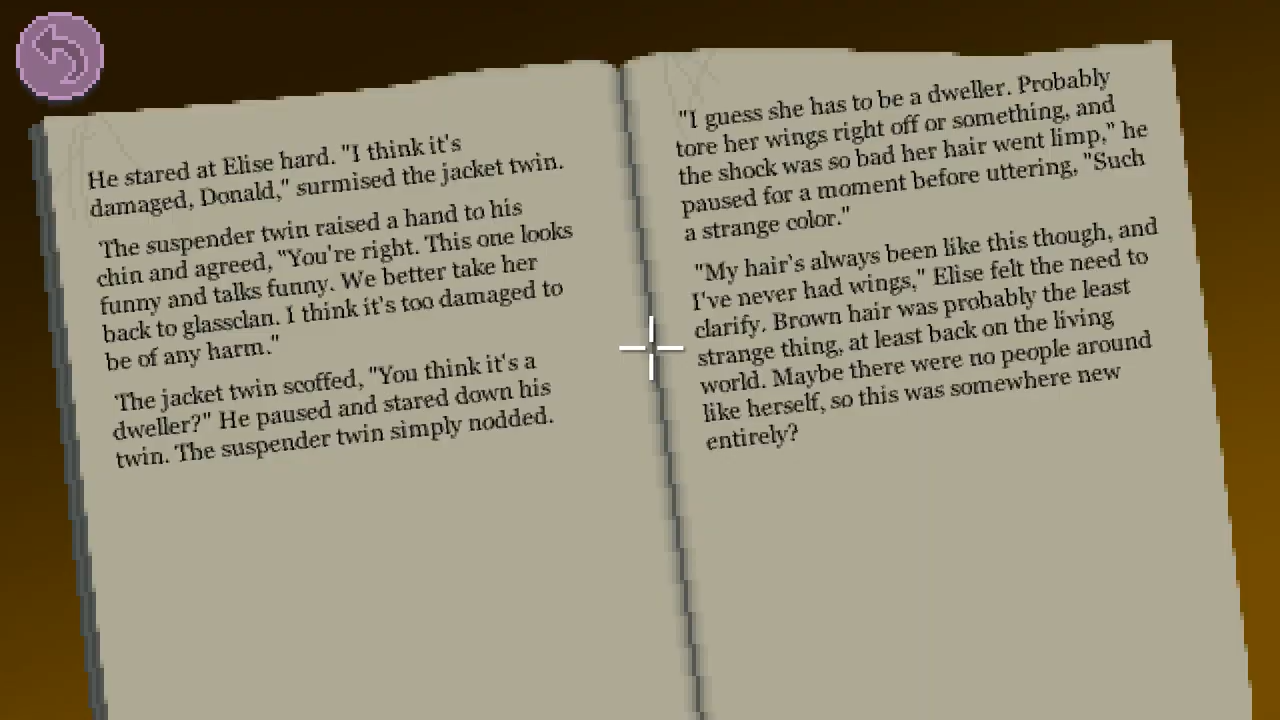 He stared at Elise hard. "I think it's
damaged, Donald," surmised the jacket twin.
The suspender twin raised a hand to his
chin and agreed, "You're right. This one looks
funny and talks funny. We better take her
back to glassclan. I think it's too damaged to
be of any harm."
The jacket twin scoffed, "You think it's a
dweller?" He paused and stared down his
twin. The suspender twin simply nodded.
"I guess she has to be a dweller. Probably
tore her wings right off or something, and
the shock was so bad her hair went limp," he
paused for a moment before uttering, "Such
a strange color."
"My hair's always been like this though, and
I've never had wings," Elise felt the need to
clarify. Brown hair was probably the least
strange thing, at least back on the living
world. Maybe there were no people around
like herself, so this was somewhere new
entirely?